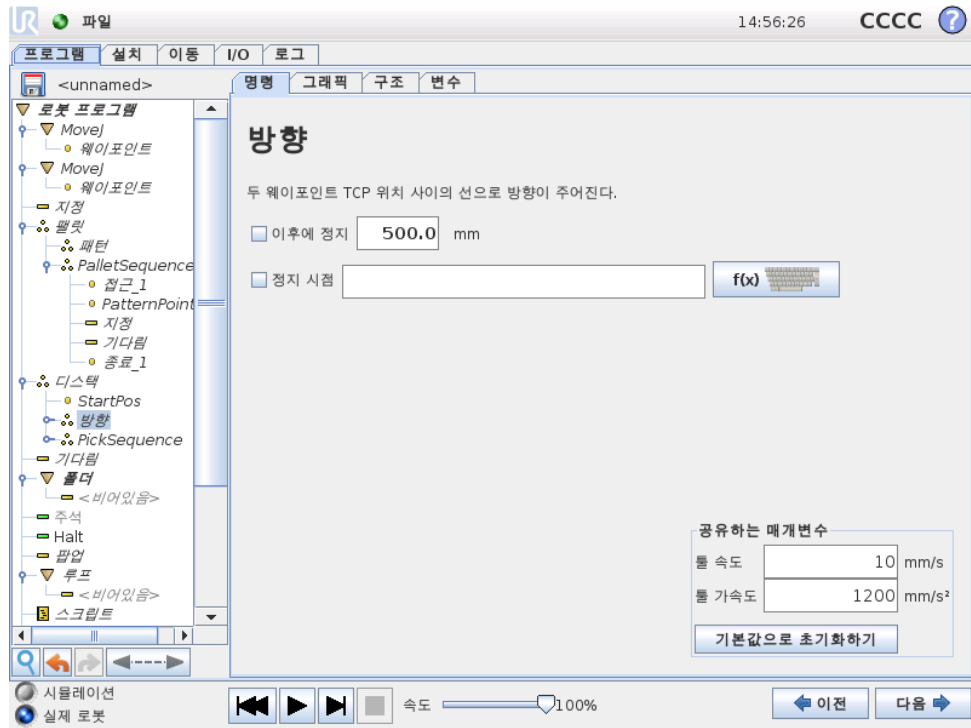 UR 파일 14:56:26 CCCC ?
프로그램 설치 이동 I/O 로그
<unnamed>
명령 그래픽 구조 변수
로봇 프로그램
MoveJ
웨이포인트
MoveJ
웨이포인트
지정
팰릿
패턴
PalletSequence
접근_1
PatternPoint
지정
기다림
종료_1
디스택
StartPos
방향
PickSequence
기다림
폴더
<비어있음>
주석
Halt
팝업
루프
<비어있음>
스크립트
방향
두 웨이포인트 TCP 위치 사이의 선으로 방향이 주어진다.
이후에 정지 500.0 mm
정지 시점 f(x)
공유하는 매개변수
툴 속도 10 mm/s
툴 가속도 1200 mm/s²
기본값으로 초기화하기
시뮬레이션
실제 로봇
속도 100%
이전 다음